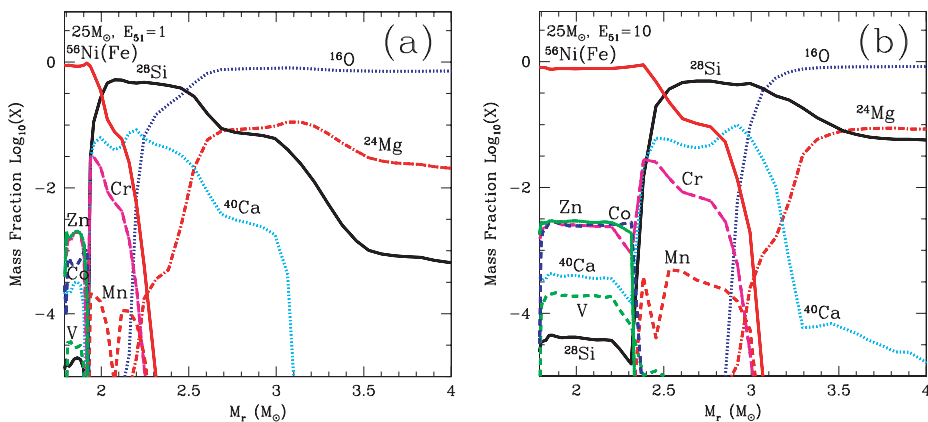 25M☉, E₅₁=1
(a)
⁵⁶Ni(Fe)
²⁸Si
¹⁶O
²⁴Mg
Cr
⁴⁰Ca
Zn
Co
Mn
V
0
−2
−4
Mass Fraction Log₁₀(X)
2
2.5
3
3.5
4
Mᵣ (M☉)
25M☉, E₅₁=10
(b)
⁵⁶Ni(Fe)
²⁸Si
¹⁶O
²⁴Mg
Cr
Zn
Co
⁴⁰Ca
Mn
V
⁴⁰Ca
²⁸Si
0
−2
−4
Mass Fraction Log₁₀(X)
2
2.5
3
3.5
4
Mᵣ (M☉)